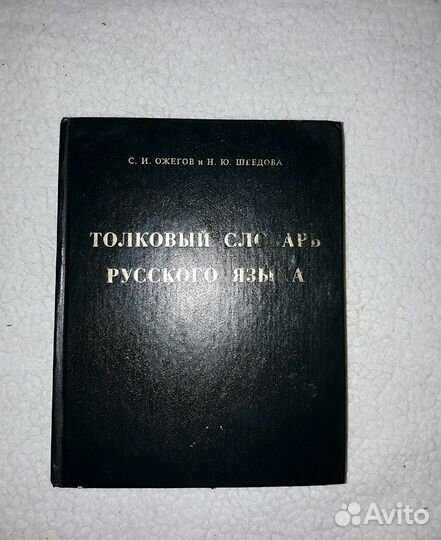 С. И. ОЖЕГОВ и Н. Ю. ШВЕДОВА
ТОЛКОВЫЙ СЛОВАРЬ
РУССКОГО ЯЗЫКА
Avito